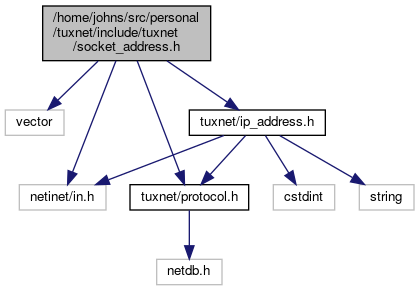 /home/johns/src/personal
/tuxnet/include/tuxnet
/socket_address.h
vector
tuxnet/ip_address.h
netinet/in.h
tuxnet/protocol.h
cstdint
string
netdb.h